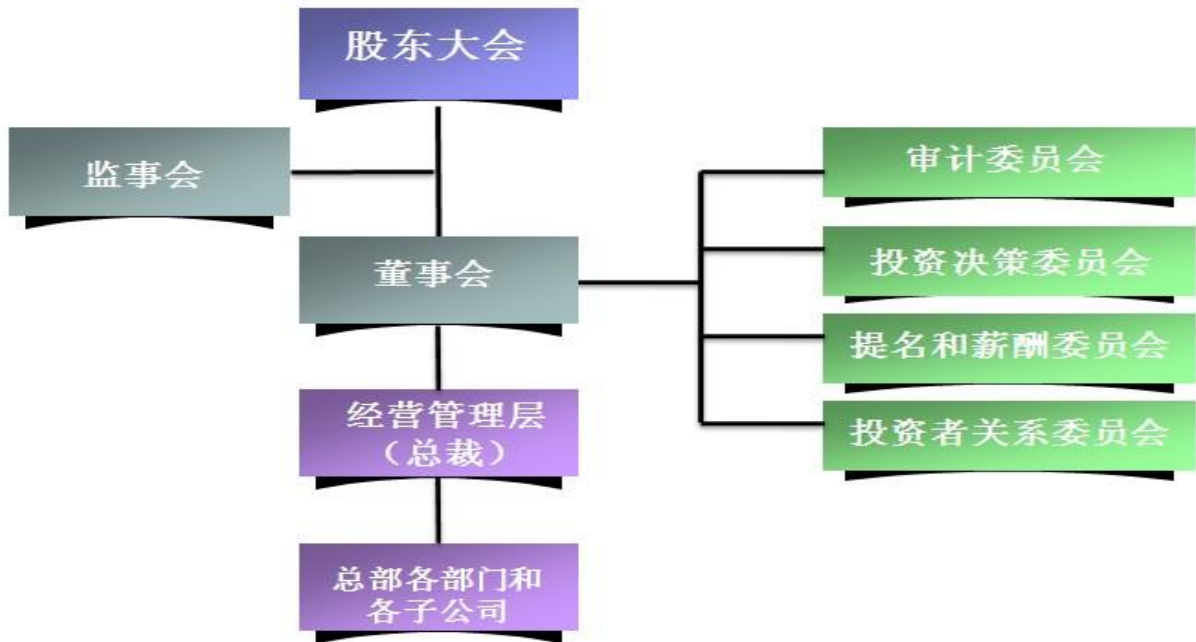 股东大会
监事会
董事会
审计委员会
投资决策委员会
提名和薪酬委员会
投资者关系委员会
经营管理层
（总裁）
总部各部门和
各子公司